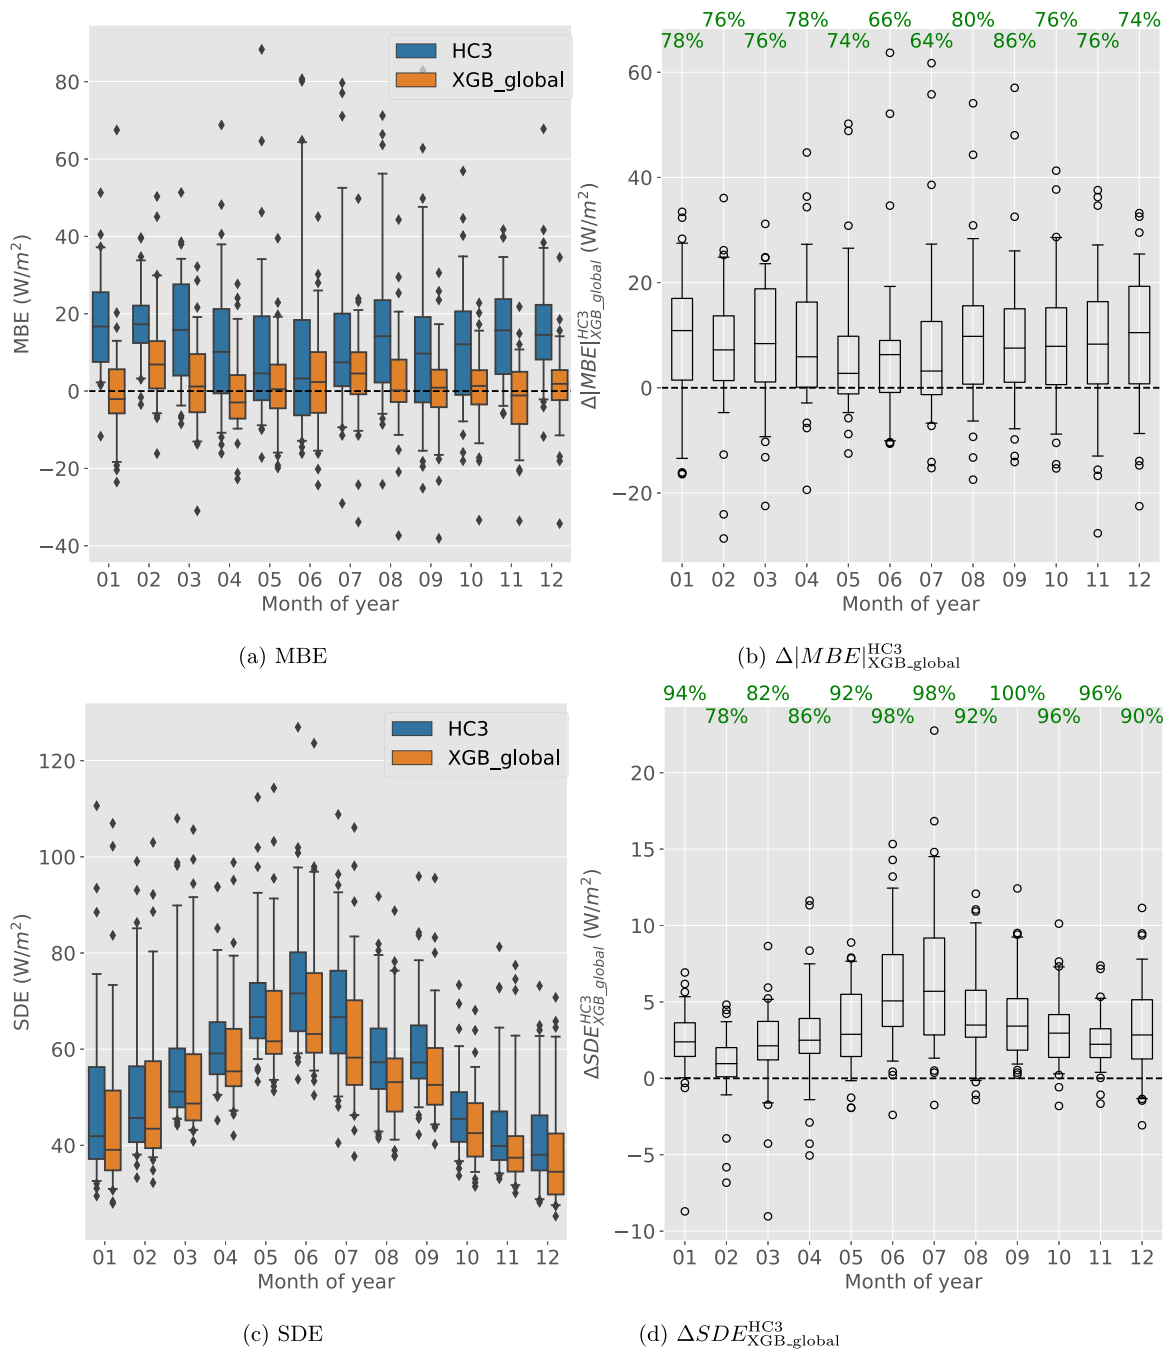 HC3
XGB_global
MBE (W/m²)
80
60
40
20
0
−20
−40
01 02 03 04 05 06 07 08 09 10 11 12
Month of year
(a) MBE
76% 78% 66% 80% 76% 74%
78% 76% 74% 64% 86% 76%
Δ|MBE|^{HC3}_{XGB_global} (W/m²)
60
40
20
0
−20
01 02 03 04 05 06 07 08 09 10 11 12
Month of year
(b) Δ|MBE|^{HC3}_{XGB_global}
HC3
XGB_global
SDE (W/m²)
120
100
80
60
40
01 02 03 04 05 06 07 08 09 10 11 12
Month of year
(c) SDE
94% 82% 92% 98% 100% 96%
78% 86% 98% 92% 96% 90%
ΔSDE^{HC3}_{XGB_global} (W/m²)
20
15
10
5
0
−5
−10
01 02 03 04 05 06 07 08 09 10 11 12
Month of year
(d) ΔSDE^{HC3}_{XGB_global}